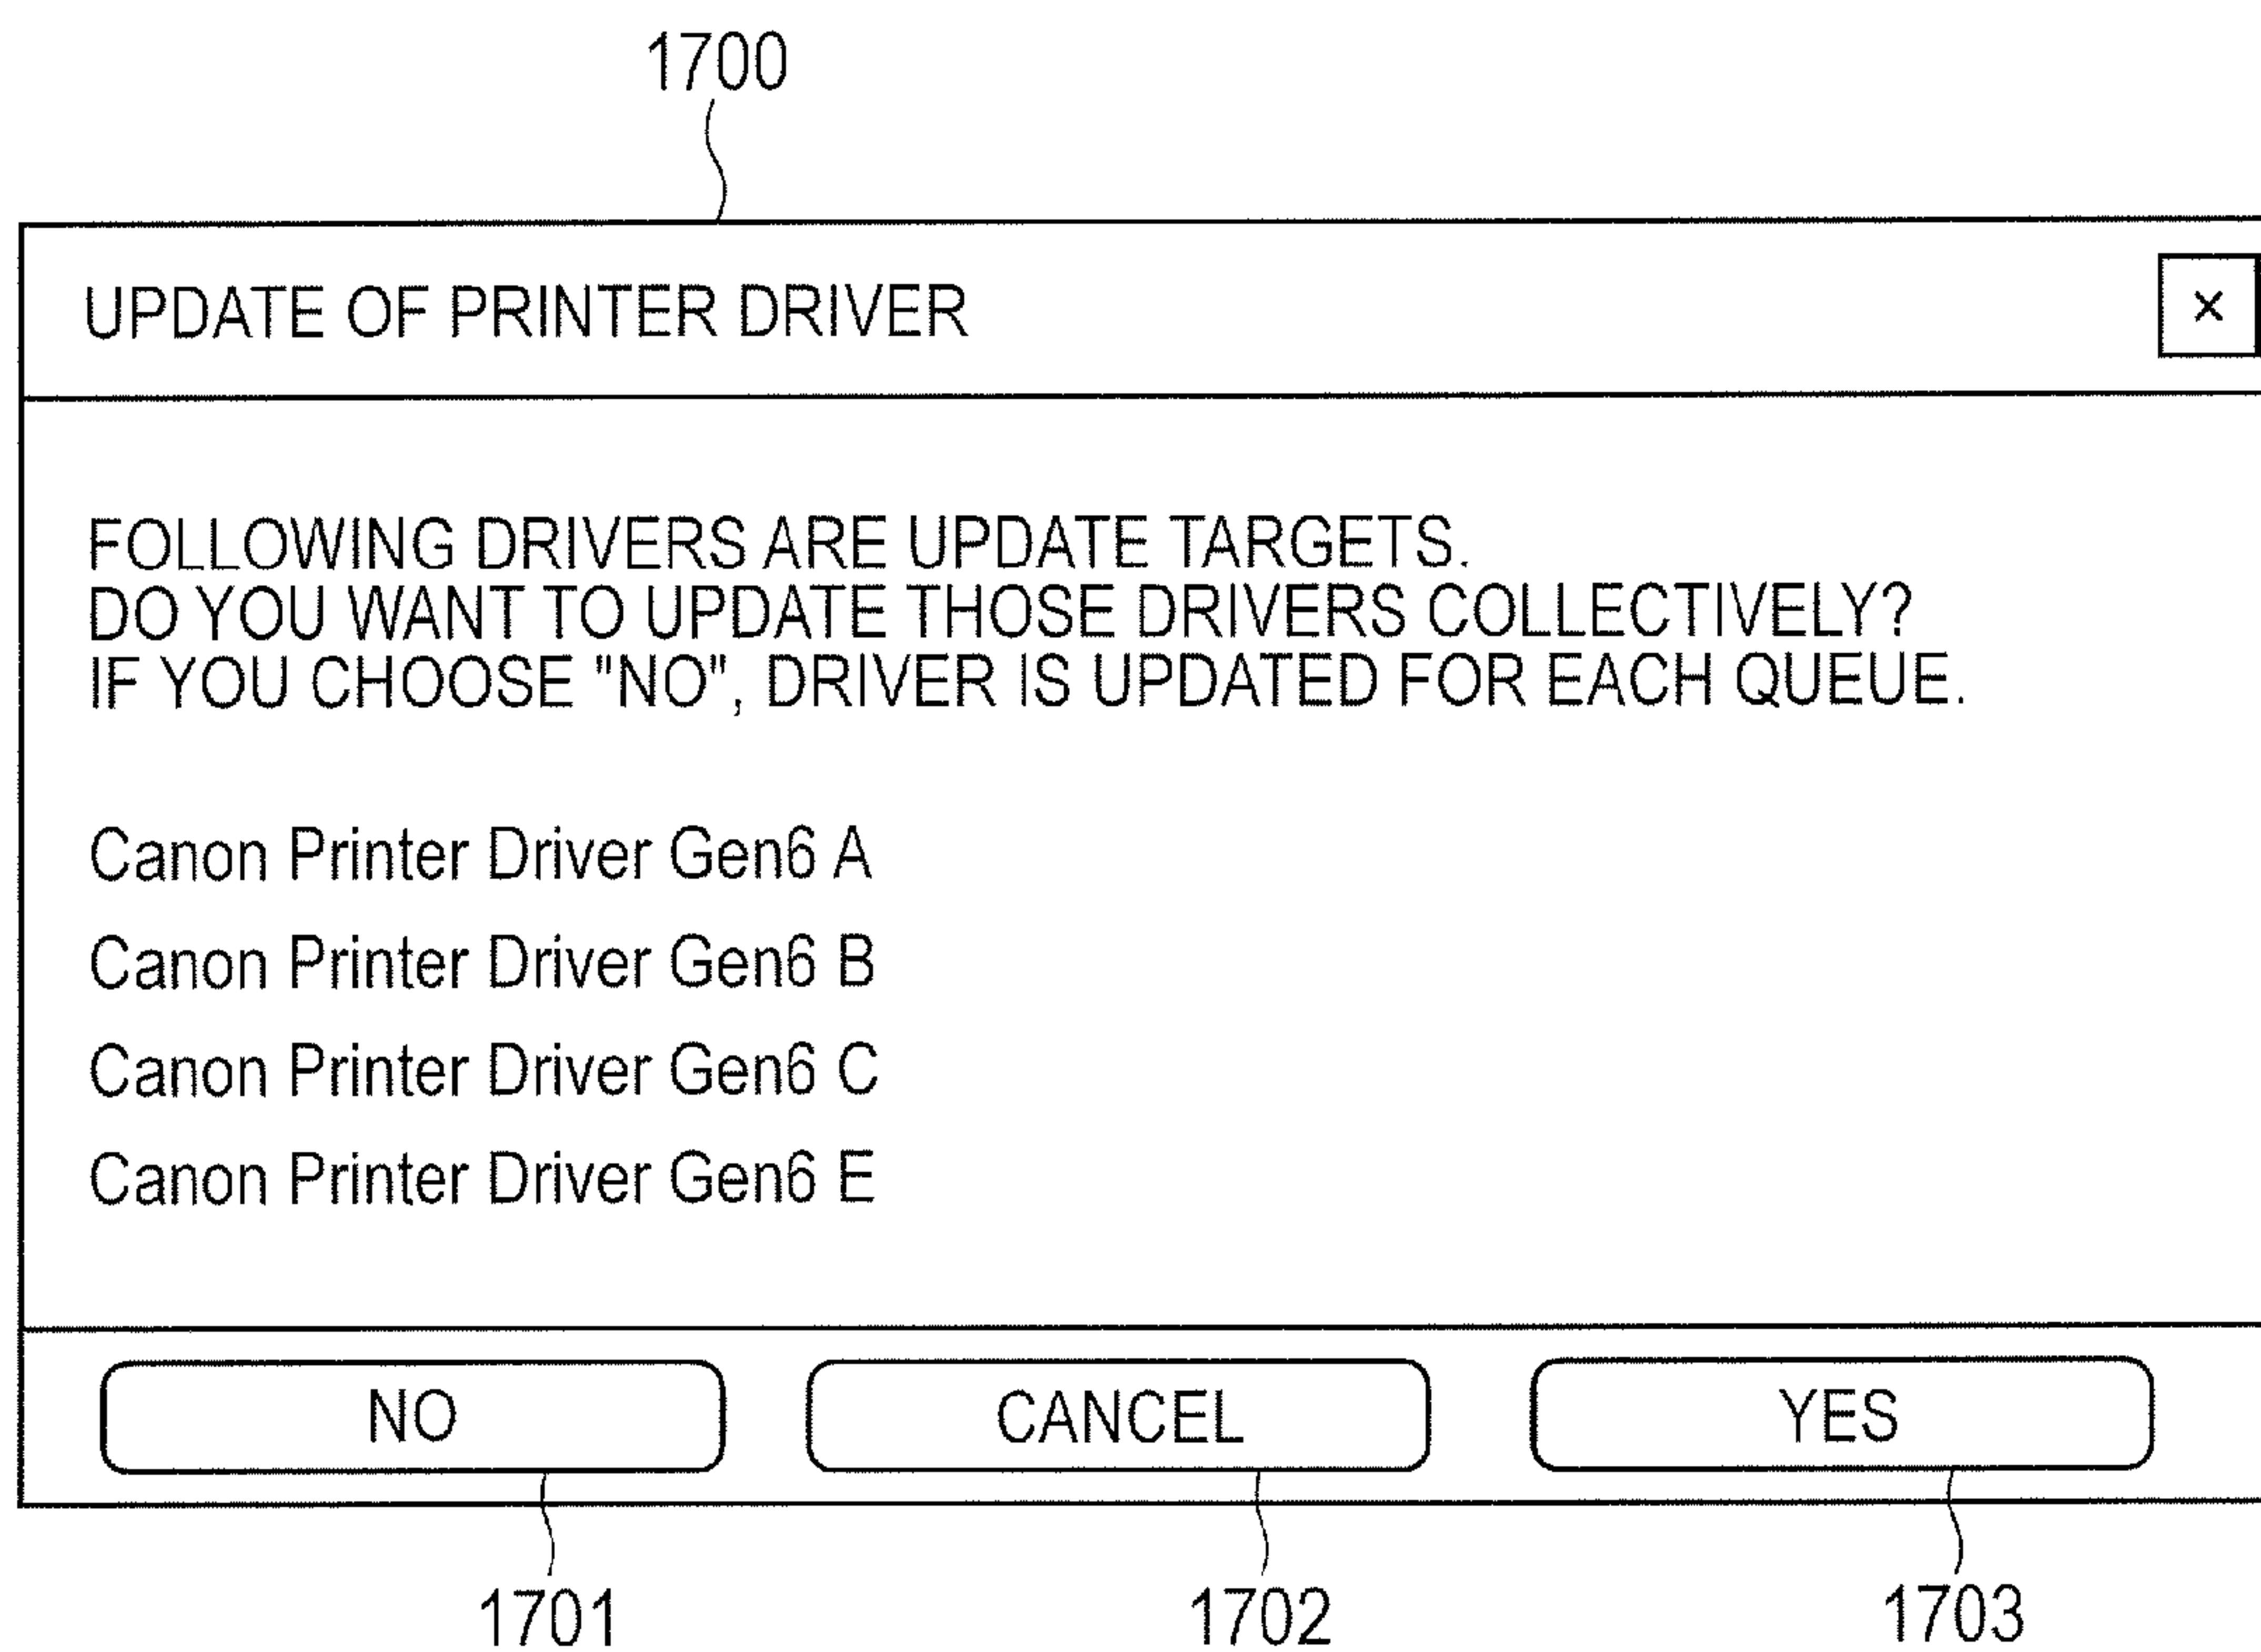 1700
UPDATE OF PRINTER DRIVER
×
FOLLOWING DRIVERS ARE UPDATE TARGETS.
DO YOU WANT TO UPDATE THOSE DRIVERS COLLECTIVELY?
IF YOU CHOOSE "NO", DRIVER IS UPDATED FOR EACH QUEUE.
Canon Printer Driver Gen6 A
Canon Printer Driver Gen6 B
Canon Printer Driver Gen6 C
Canon Printer Driver Gen6 E
NO CANCEL YES
1701 1702 1703